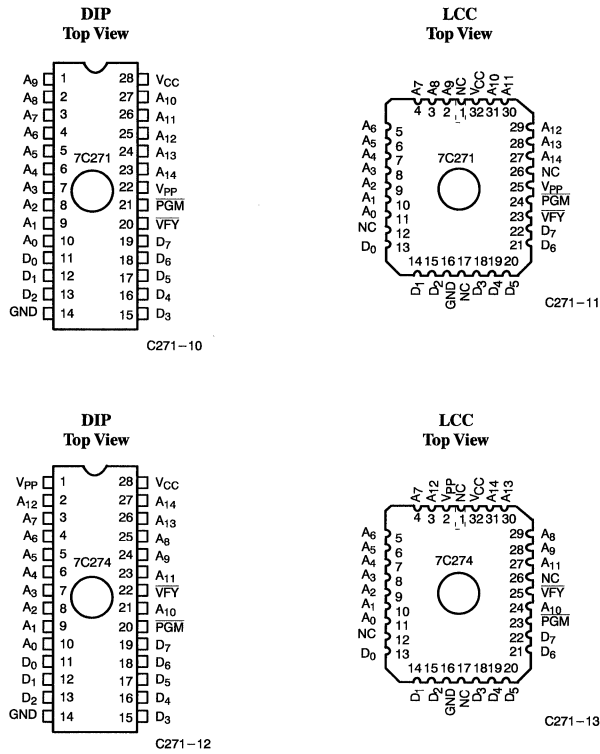 DIP
Top View
A9 1 28 VCC
A8 2 27 A10
A7 3 26 A11
A6 4 25 A12
A5 5 24 A13
A4 6 7C271 23 A14
A3 7 22 VPP
A2 8 21 PGM
A1 9 20 VFY
A0 10 19 D7
D0 11 18 D6
D1 12 17 D5
D2 13 16 D4
GND 14 15 D3
C271-10
LCC
Top View
A7 A8 A9 NC VCC A10 A11
4 3 2 1 32 31 30
A6 5 29 A12
A5 6 28 A13
A4 7 7C271 27 A14
A3 8 26 NC
A2 9 25 VPP
A1 10 24 PGM
A0 11 23 VFY
NC 12 22 D7
D0 13 21 D6
14 15 16 17 18 19 20
D1 D2 GND NC D3 D4 D5
C271-11
DIP
Top View
VPP 1 28 VCC
A12 2 27 A14
A7 3 26 A13
A6 4 25 A8
A5 5 24 A9
A4 6 7C274 23 A11
A3 7 22 VFY
A2 8 21 A10
A1 9 20 PGM
A0 10 19 D7
D0 11 18 D6
D1 12 17 D5
D2 13 16 D4
GND 14 15 D3
C271-12
LCC
Top View
A7 A12 VPP NC VCC A14 A13
4 3 2 1 32 31 30
A6 5 29 A8
A5 6 28 A9
A4 7 7C274 27 A11
A3 8 26 NC
A2 9 25 VFY
A1 10 24 A10
A0 11 23 PGM
NC 12 22 D7
D0 13 21 D6
14 15 16 17 18 19 20
D1 D2 GND NC D3 D4 D5
C271-13